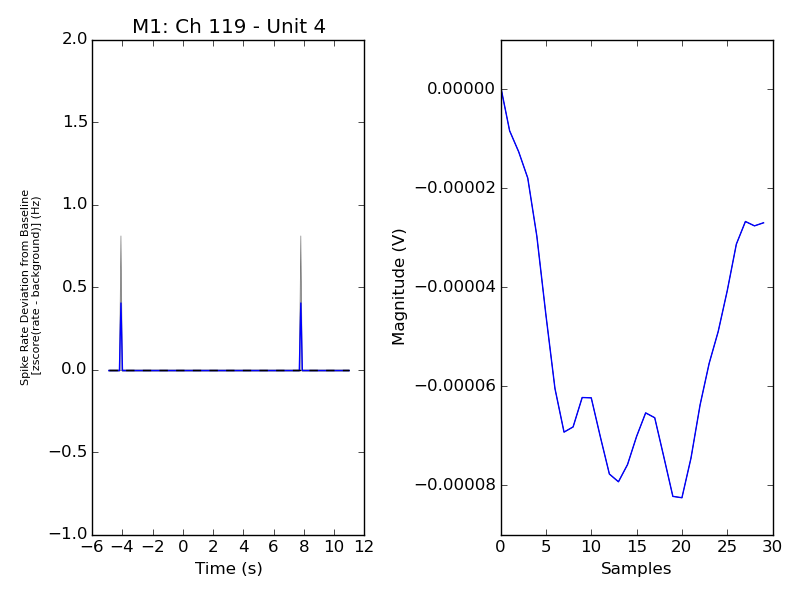 M1: Ch 119 - Unit 4
2.0
1.5
1.0
0.5
0.0
−0.5
−1.0
−6 −4 −2 0 2 4 6 8 10 12
Time (s)
Spike Rate Deviation from Baseline
[zscore(rate - background)] (Hz)
0.00000
−0.00002
−0.00004
−0.00006
−0.00008
0 5 10 15 20 25 30
Samples
Magnitude (V)